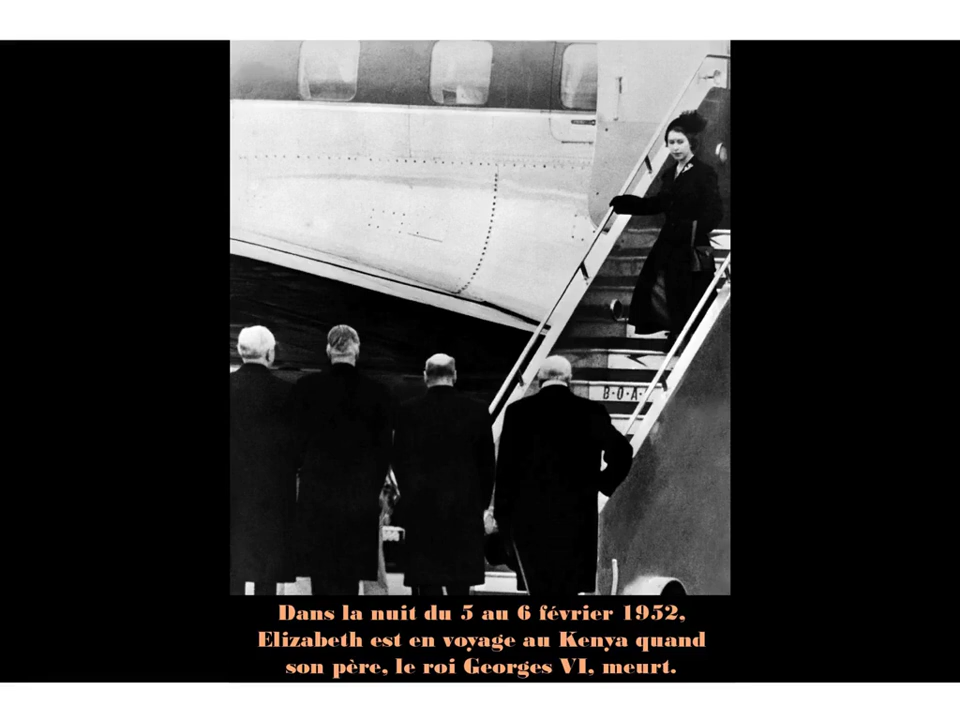 B·O·A·
Dans la nuit du 5 au 6 février 1952,
Elizabeth est en voyage au Kenya quand
son père, le roi Georges VI, meurt.